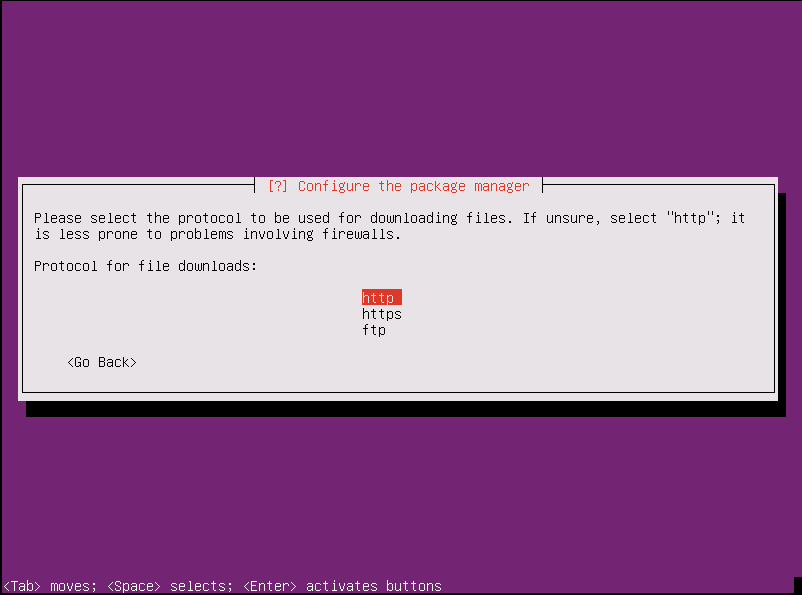 [?] Configure the package manager
Please select the protocol to be used for downloading files. If unsure, select "http"; it
is less prone to problems involving firewalls.
Protocol for file downloads:
http
https
ftp
<Go Back>
<Tab> moves; <Space> selects; <Enter> activates buttons